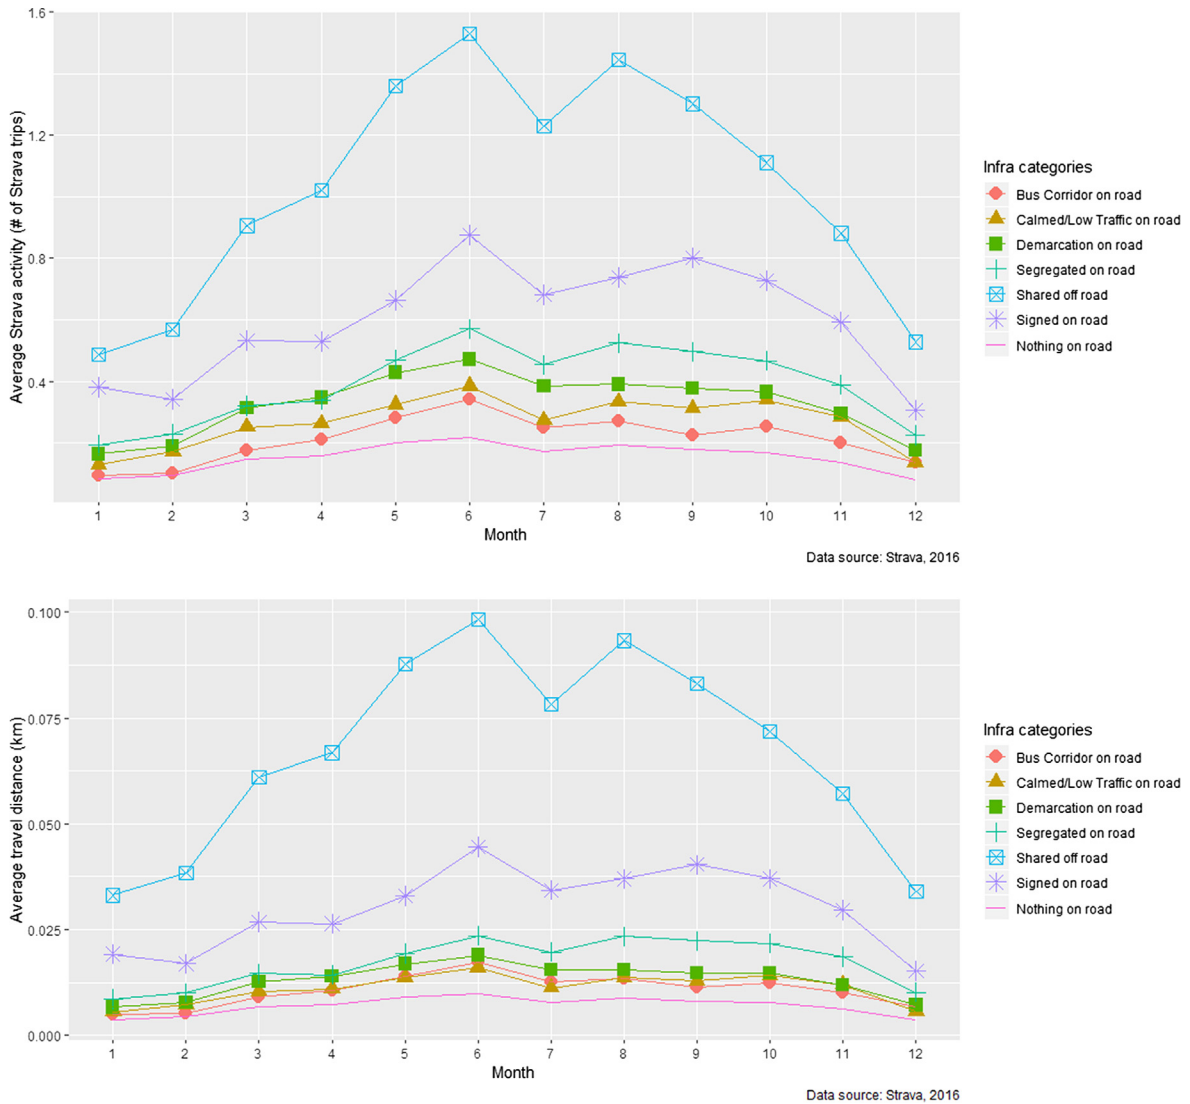 Average Strava activity (# of Strava trips)
1.6
1.2
0.8
0.4
1 2 3 4 5 6 7 8 9 10 11 12
Month
Data source: Strava, 2016
Infra categories
Bus Corridor on road
Calmed/Low Traffic on road
Demarcation on road
Segregated on road
Shared off road
Signed on road
Nothing on road
Average travel distance (km)
0.100
0.075
0.050
0.025
0.000
1 2 3 4 5 6 7 8 9 10 11 12
Month
Data source: Strava, 2016
Infra categories
Bus Corridor on road
Calmed/Low Traffic on road
Demarcation on road
Segregated on road
Shared off road
Signed on road
Nothing on road